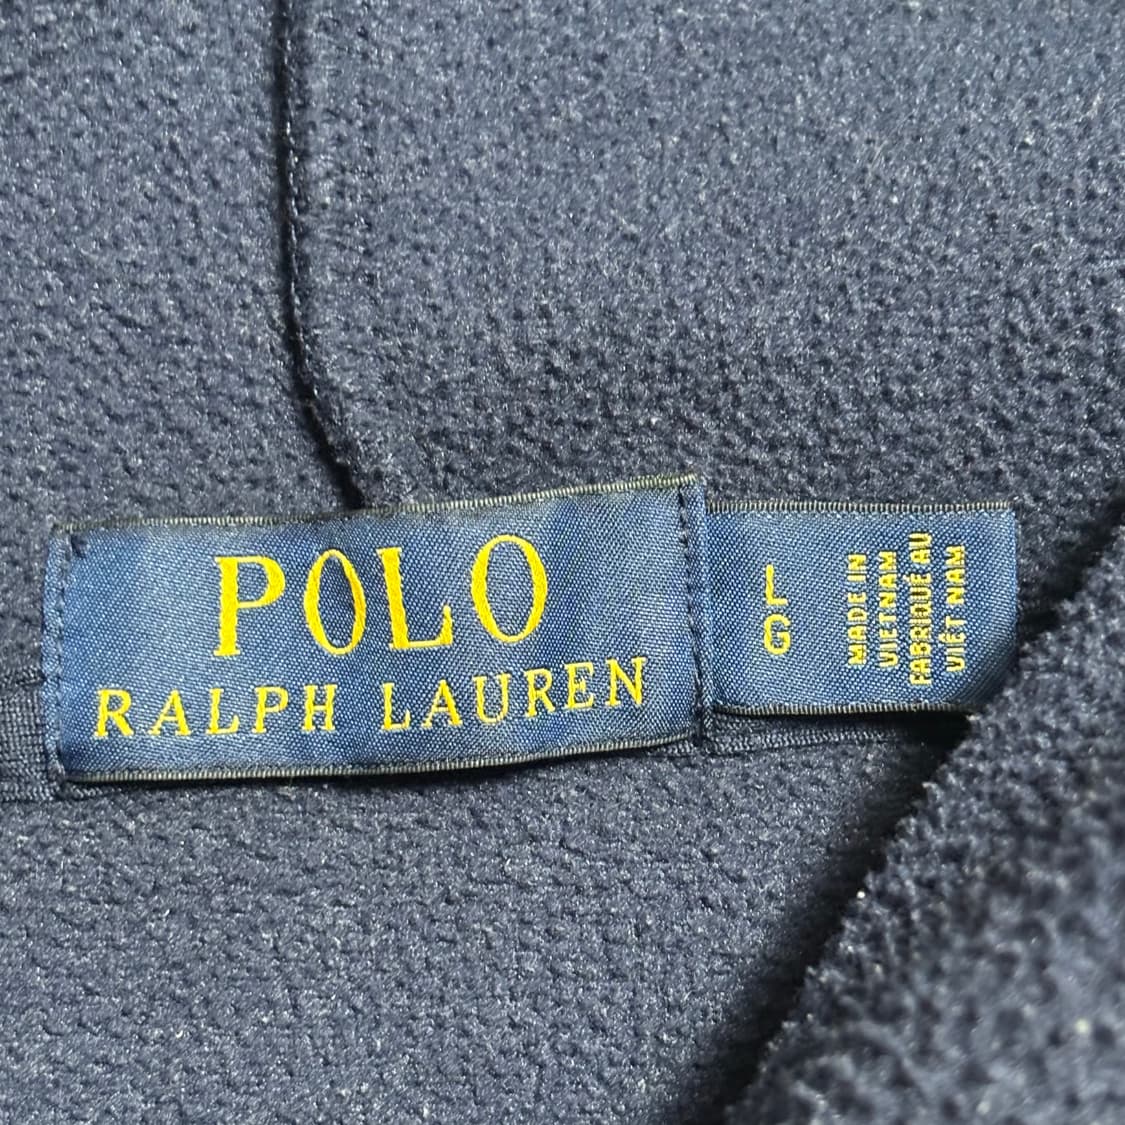 POLO
RALPH LAUREN
L
G
MADE IN
VIETNAM
FABRIQUÉ AU
VIÊT NAM